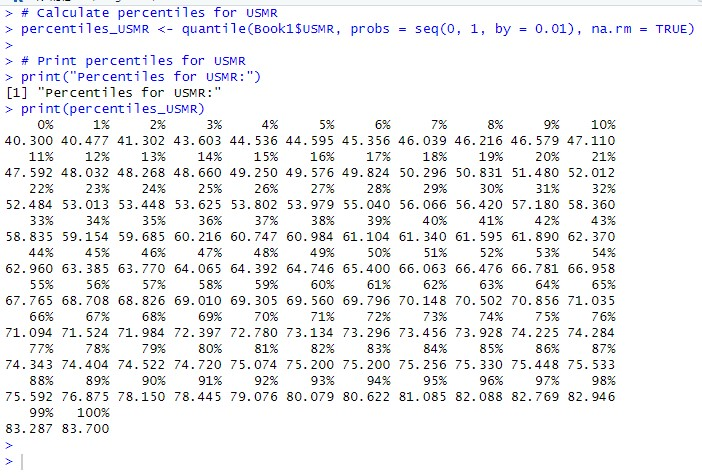 > # Calculate percentiles for USMR
> percentiles_USMR <- quantile(Book1$USMR, probs = seq(0, 1, by = 0.01), na.rm = TRUE)
>
> # Print percentiles for USMR
> print("Percentiles for USMR:")
[1] "Percentiles for USMR:"
> print(percentiles_USMR)
0% 1% 2% 3% 4% 5% 6% 7% 8% 9% 10%
40.300 40.477 41.302 43.603 44.536 44.595 45.356 46.039 46.216 46.579 47.110
11% 12% 13% 14% 15% 16% 17% 18% 19% 20% 21%
47.592 48.032 48.268 48.660 49.250 49.576 49.824 50.296 50.831 51.480 52.012
22% 23% 24% 25% 26% 27% 28% 29% 30% 31% 32%
52.484 53.013 53.448 53.625 53.802 53.979 55.040 56.066 56.420 57.180 58.360
33% 34% 35% 36% 37% 38% 39% 40% 41% 42% 43%
58.835 59.154 59.685 60.216 60.747 60.984 61.104 61.340 61.595 61.890 62.370
44% 45% 46% 47% 48% 49% 50% 51% 52% 53% 54%
62.960 63.385 63.770 64.065 64.392 64.746 65.400 66.063 66.476 66.781 66.958
55% 56% 57% 58% 59% 60% 61% 62% 63% 64% 65%
67.765 68.708 68.826 69.010 69.305 69.560 69.796 70.148 70.502 70.856 71.035
66% 67% 68% 69% 70% 71% 72% 73% 74% 75% 76%
71.094 71.524 71.984 72.397 72.780 73.134 73.296 73.456 73.928 74.225 74.284
77% 78% 79% 80% 81% 82% 83% 84% 85% 86% 87%
74.343 74.404 74.522 74.720 75.074 75.200 75.200 75.256 75.330 75.448 75.533
88% 89% 90% 91% 92% 93% 94% 95% 96% 97% 98%
75.592 76.875 78.150 78.445 79.076 80.079 80.622 81.085 82.088 82.769 82.946
99% 100%
83.287 83.700
>
>